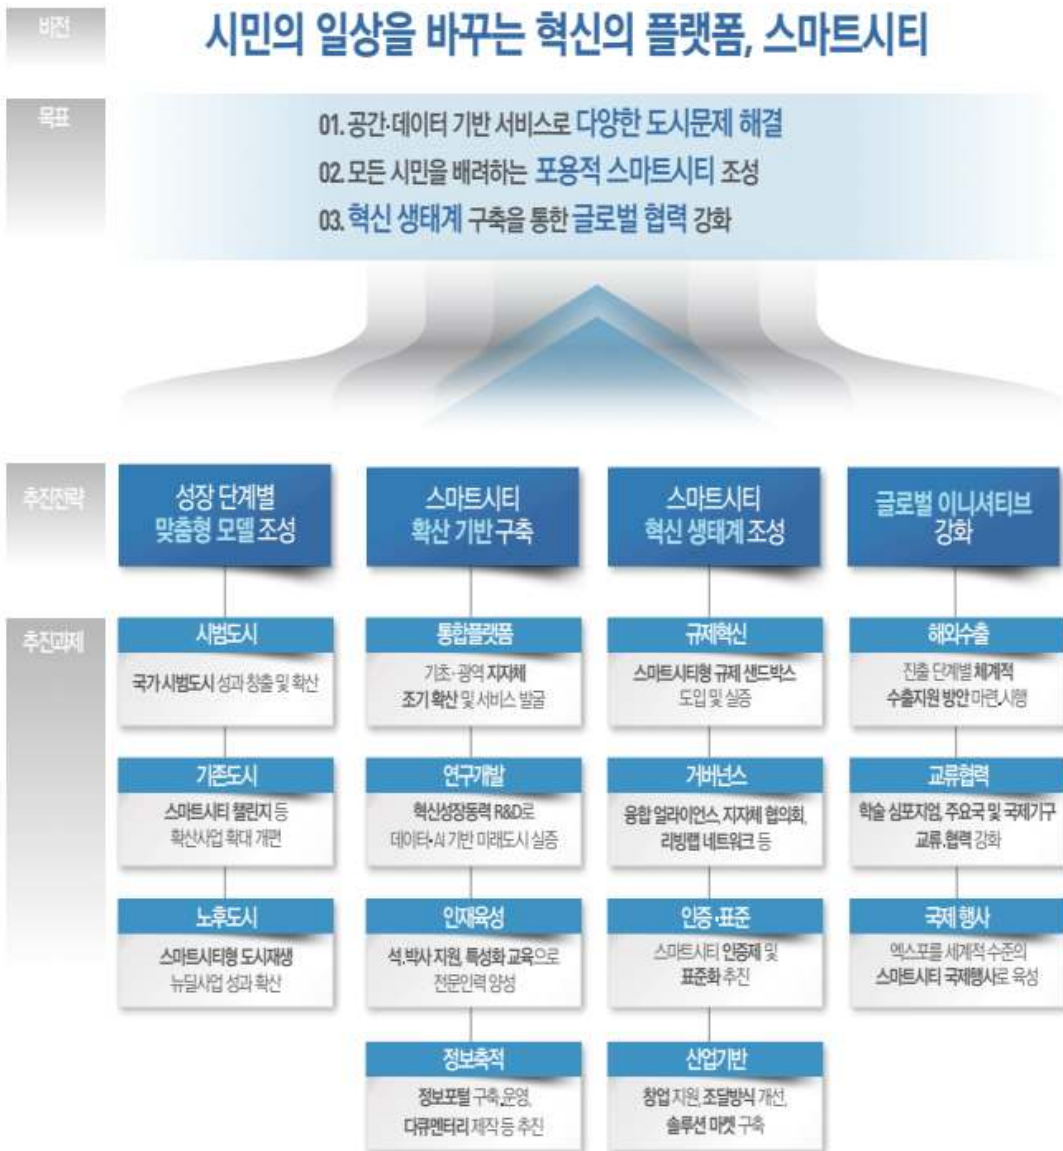 비전
시민의 일상을 바꾸는 혁신의 플랫폼, 스마트시티
목표
01. 공간·데이터 기반 서비스로 다양한 도시문제 해결
02. 모든 시민을 배려하는 포용적 스마트시티 조성
03. 혁신 생태계 구축을 통한 글로벌 협력 강화
추진전략
성장 단계별
맞춤형 모델 조성
스마트시티
확산 기반 구축
스마트시티
혁신 생태계 조성
글로벌 이니셔티브
강화
추진과제
시범도시
국가 시범도시 성과 창출 및 확산
기존도시
스마트시티 챌린지 등
확산사업 확대 개편
노후도시
스마트시티형 도시재생
뉴딜사업 성과 확산
통합플랫폼
기초·광역 지자체
조기 확산 및 서비스 발굴
연구개발
혁신성장동력 R&D로
데이터·AI 기반 미래도시 실증
인재육성
석.박사 지원, 특성화 교육으로
전문인력 양성
정보축적
정보포털 구축.운영,
다큐멘터리 제작 등 추진
규제혁신
스마트시티형 규제 샌드박스
도입 및 실증
거버넌스
융합 얼라이언스, 지자체 협의회,
리빙랩 네트워크 등
인증·표준
스마트시티 인증제 및
표준화 추진
산업기반
창업 지원, 조달방식 개선,
솔루션 마켓 구축
해외수출
진출 단계별 체계적
수출지원 방안 마련.시행
교류협력
학술 심포지엄, 주요국 및 국제기구
교류.협력 강화
국제 행사
엑스포를 세계적 수준의
스마트시티 국제행사로 육성